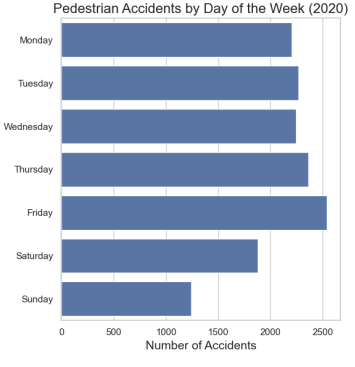 Pedestrian Accidents by Day of the Week (2020)
Monday
Tuesday
Wednesday
Thursday
Friday
Saturday
Sunday
0 500 1000 1500 2000 2500
Number of Accidents